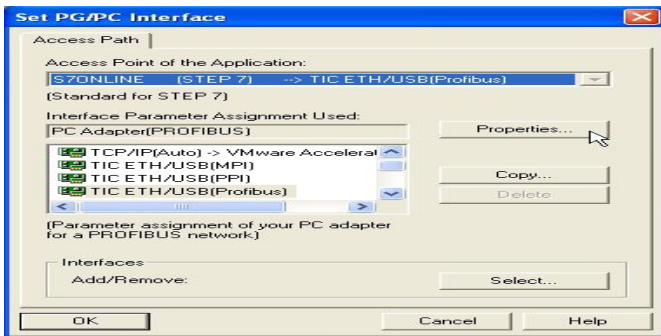 Set PG/PC Interface
Access Path
Access Point of the Application:
S7ONLINE (STEP 7) --> TIC ETH/USB(Profibus)
(Standard for STEP 7)
Interface Parameter Assignment Used:
PC Adapter(PROFIBUS)
Properties...
TCP/IP(Auto) -> VMware Accelerat
TIC ETH/USB(MPI)
TIC ETH/USB(PPI)
TIC ETH/USB(Profibus)
Copy...
Delete
(Parameter assignment of your PC adapter
for a PROFIBUS network)
Interfaces
Add/Remove:
Select...
OK
Cancel
Help